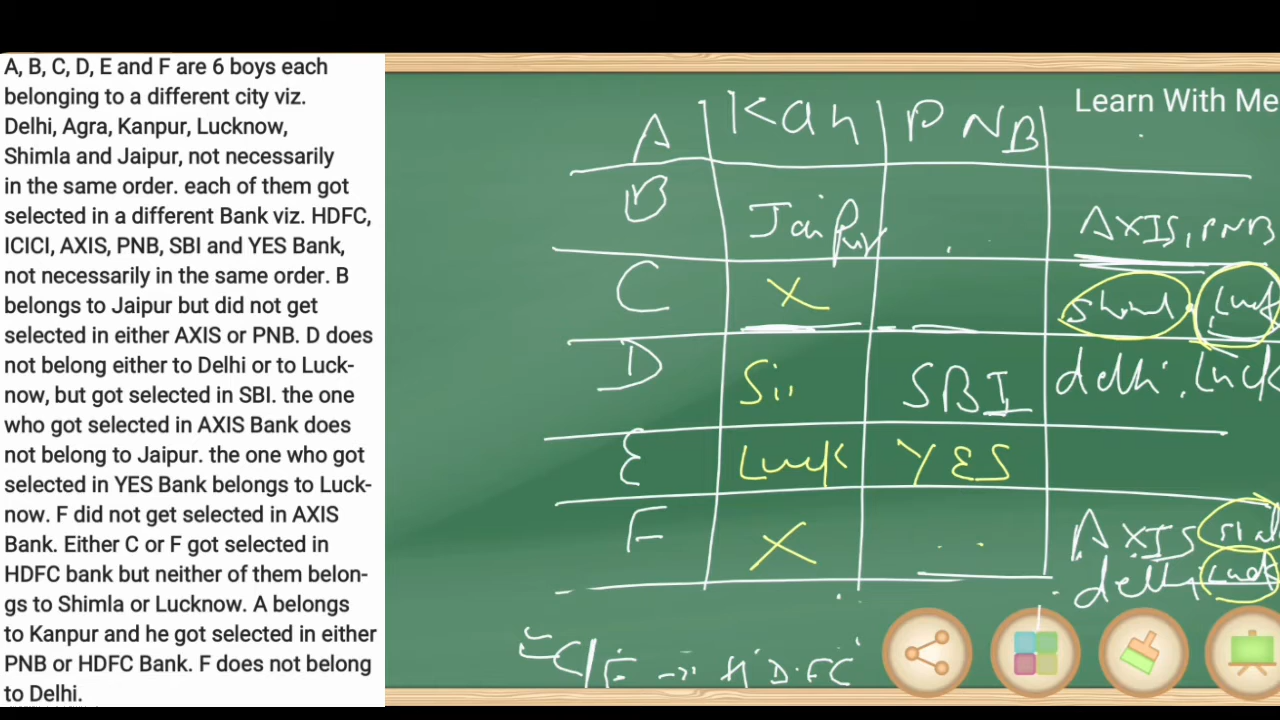 A, B, C, D, E and F are 6 boys each
belonging to a different city viz.
Delhi, Agra, Kanpur, Lucknow,
Shimla and Jaipur, not necessarily
in the same order. each of them got
selected in a different Bank viz. HDFC,
ICICI, AXIS, PNB, SBI and YES Bank,
not necessarily in the same order. B
belongs to Jaipur but did not get
selected in either AXIS or PNB. D does
not belong either to Delhi or to Luck-
now, but got selected in SBI. the one
who got selected in AXIS Bank does
not belong to Jaipur. the one who got
selected in YES Bank belongs to Luck-
now. F did not get selected in AXIS
Bank. Either C or F got selected in
HDFC bank but neither of them belon-
gs to Shimla or Lucknow. A belongs
to Kanpur and he got selected in either
PNB or HDFC Bank. F does not belong
to Delhi.
Learn With Me
A Kan PNB
B Jaipur AXIS, PNB
C X Luck
D SBI delhi, Luck
E Luck YES
F X AXIS
delhi, Luck
C/F → HDFC